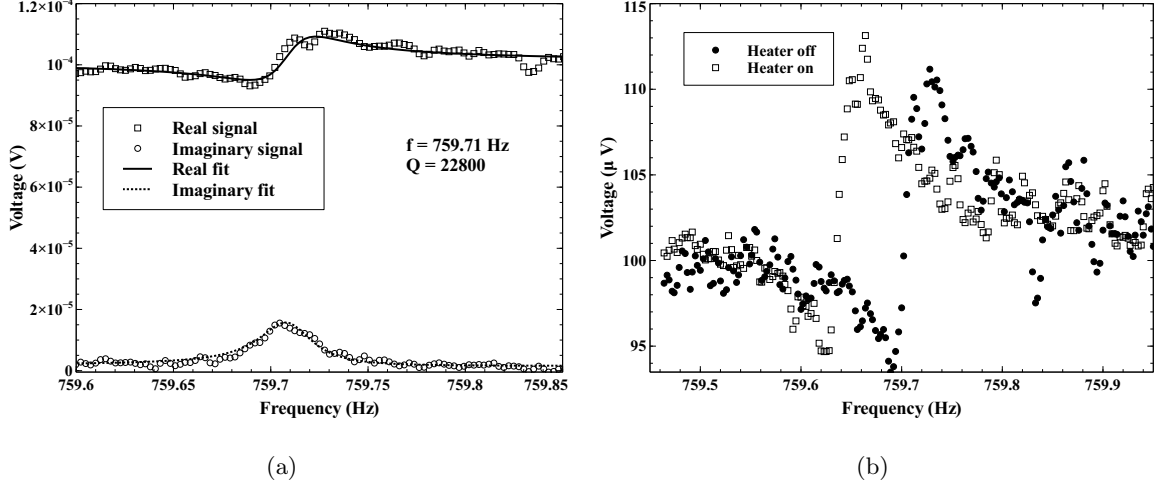 1.2×10⁻⁴
10⁻⁴
8×10⁻⁵
6×10⁻⁵
4×10⁻⁵
2×10⁻⁵
0
Voltage (V)
Real signal
Imaginary signal
Real fit
Imaginary fit
f = 759.71 Hz
Q = 22800
759.6 759.65 759.7 759.75 759.8 759.85
Frequency (Hz)
(a)
115
110
105
100
95
Voltage (μ V)
Heater off
Heater on
759.5 759.6 759.7 759.8 759.9
Frequency (Hz)
(b)